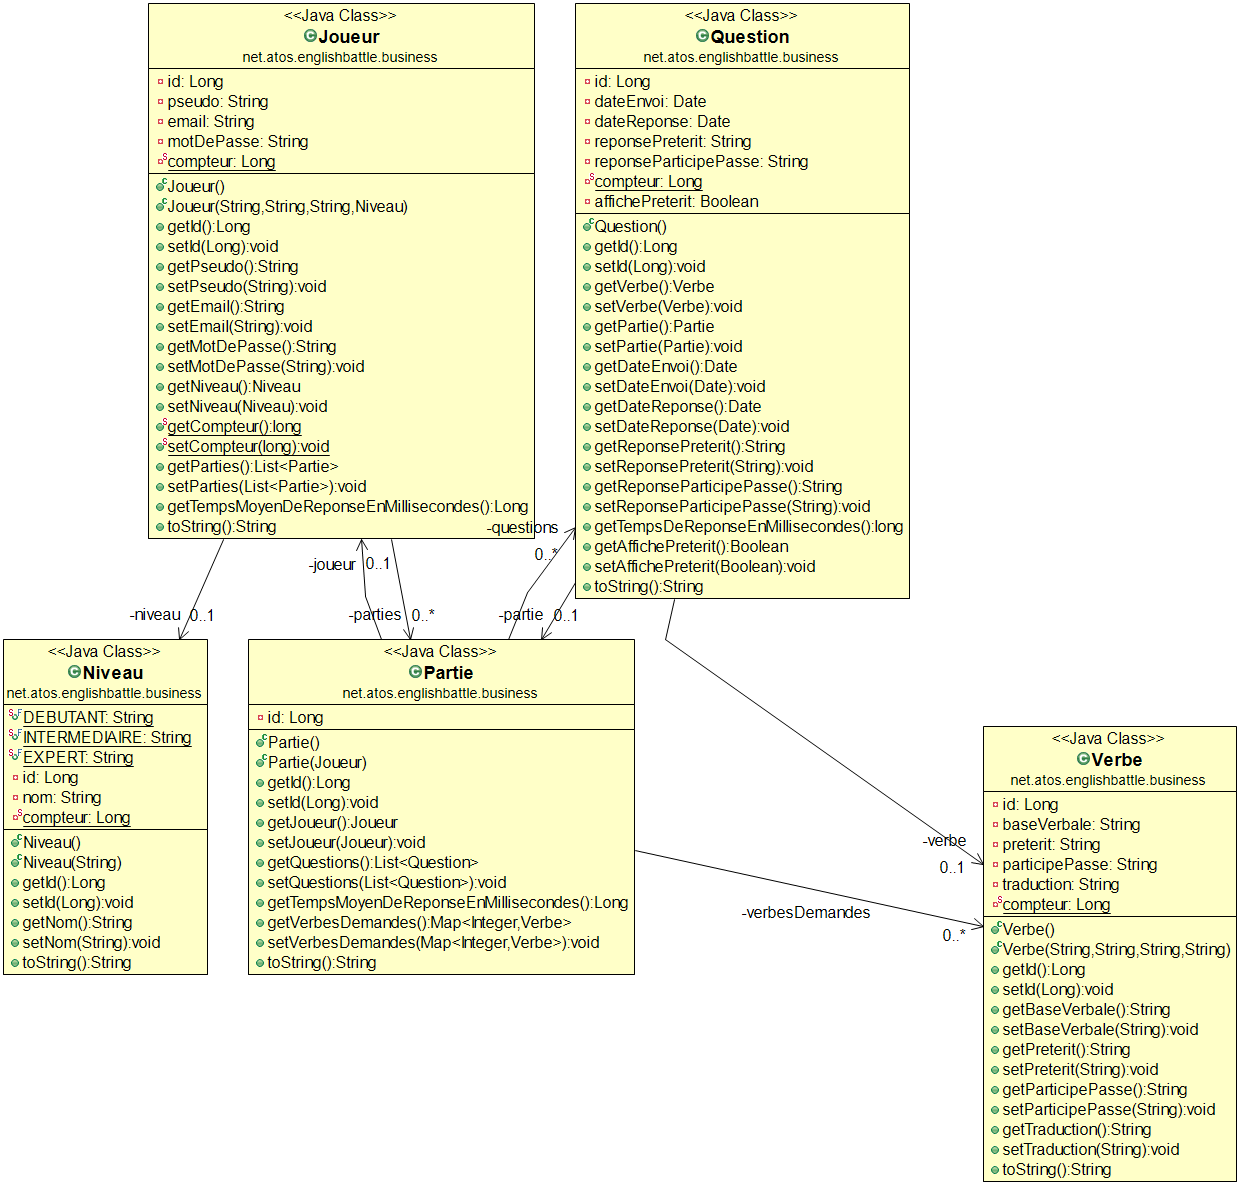 <<Java Class>>
Joueur
net.atos.englishbattle.business
id: Long
pseudo: String
email: String
motDePasse: String
compteur: Long
Joueur()
Joueur(String,String,String,Niveau)
getId():Long
setId(Long):void
getPseudo():String
setPseudo(String):void
getEmail():String
setEmail(String):void
getMotDePasse():String
setMotDePasse(String):void
getNiveau():Niveau
setNiveau(Niveau):void
getCompteur():long
setCompteur(long):void
getParties():List<Partie>
setParties(List<Partie>):void
getTempsMoyenDeReponseEnMillisecondes():Long
toString():String
<<Java Class>>
Question
net.atos.englishbattle.business
id: Long
dateEnvoi: Date
dateReponse: Date
reponsePreterit: String
reponseParticipePasse: String
compteur: Long
affichePreterit: Boolean
Question()
getId():Long
setId(Long):void
getVerbe():Verbe
setVerbe(Verbe):void
getPartie():Partie
setPartie(Partie):void
getDateEnvoi():Date
setDateEnvoi(Date):void
getDateReponse():Date
setDateReponse(Date):void
getReponsePreterit():String
setReponsePreterit(String):void
getReponseParticipePasse():String
setReponseParticipePasse(String):void
getTempsDeReponseEnMillisecondes():long
getAffichePreterit():Boolean
setAffichePreterit(Boolean):void
toString():String
-questions
0..*
-joueur 0..1
-niveau 0..1
-parties 0..*
-partie 0..1
<<Java Class>>
Niveau
net.atos.englishbattle.business
DEBUTANT: String
INTERMEDIAIRE: String
EXPERT: String
id: Long
nom: String
compteur: Long
Niveau()
Niveau(String)
getId():Long
setId(Long):void
getNom():String
setNom(String):void
toString():String
<<Java Class>>
Partie
net.atos.englishbattle.business
id: Long
Partie()
Partie(Joueur)
getId():Long
setId(Long):void
getJoueur():Joueur
setJoueur(Joueur):void
getQuestions():List<Question>
setQuestions(List<Question>):void
getTempsMoyenDeReponseEnMillisecondes():Long
getVerbesDemandes():Map<Integer,Verbe>
setVerbesDemandes(Map<Integer,Verbe>):void
toString():String
-verbe
0..1
-verbesDemandes
0..*
<<Java Class>>
Verbe
net.atos.englishbattle.business
id: Long
baseVerbale: String
preterit: String
participePasse: String
traduction: String
compteur: Long
Verbe()
Verbe(String,String,String,String)
getId():Long
setId(Long):void
getBaseVerbale():String
setBaseVerbale(String):void
getPreterit():String
setPreterit(String):void
getParticipePasse():String
setParticipePasse(String):void
getTraduction():String
setTraduction(String):void
toString():String